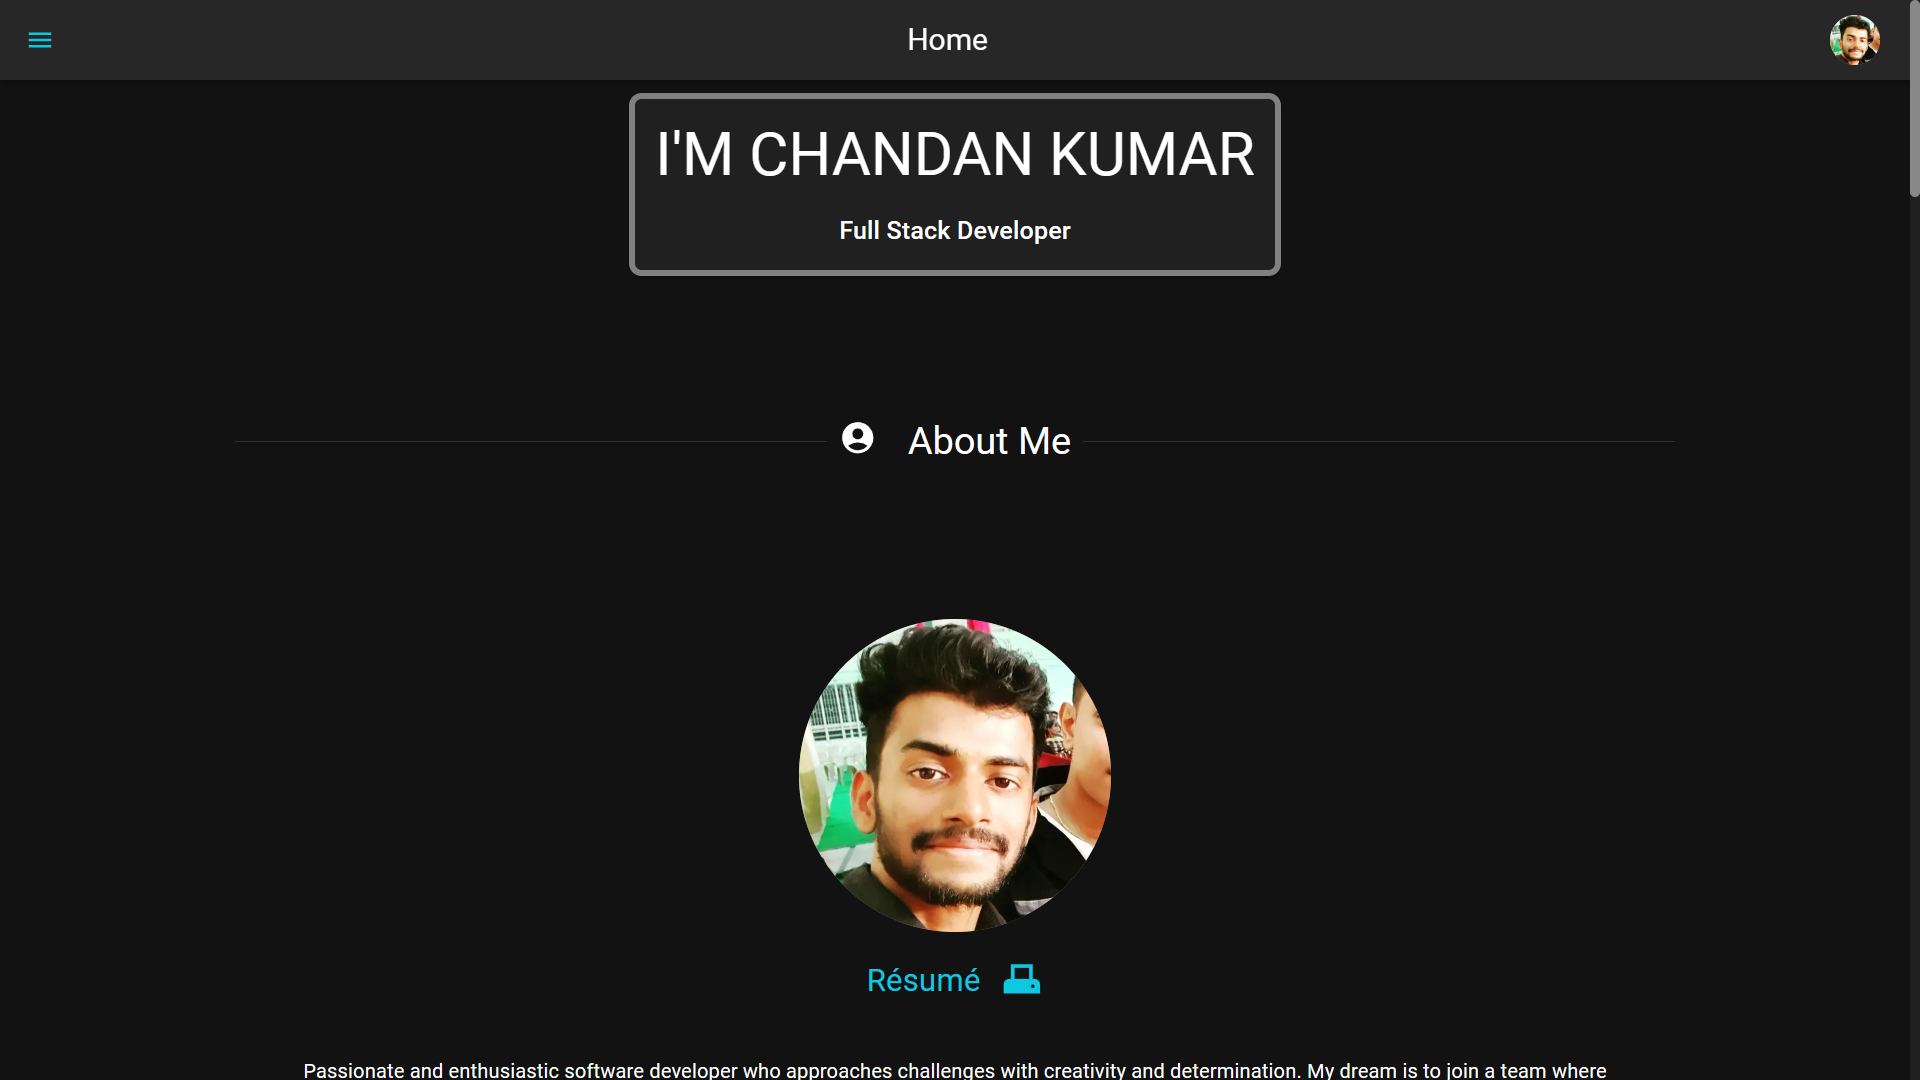 Home
I'M CHANDAN KUMAR
Full Stack Developer
About Me
Résumé
Passionate and enthusiastic software developer who approaches challenges with creativity and determination. My dream is to join a team where